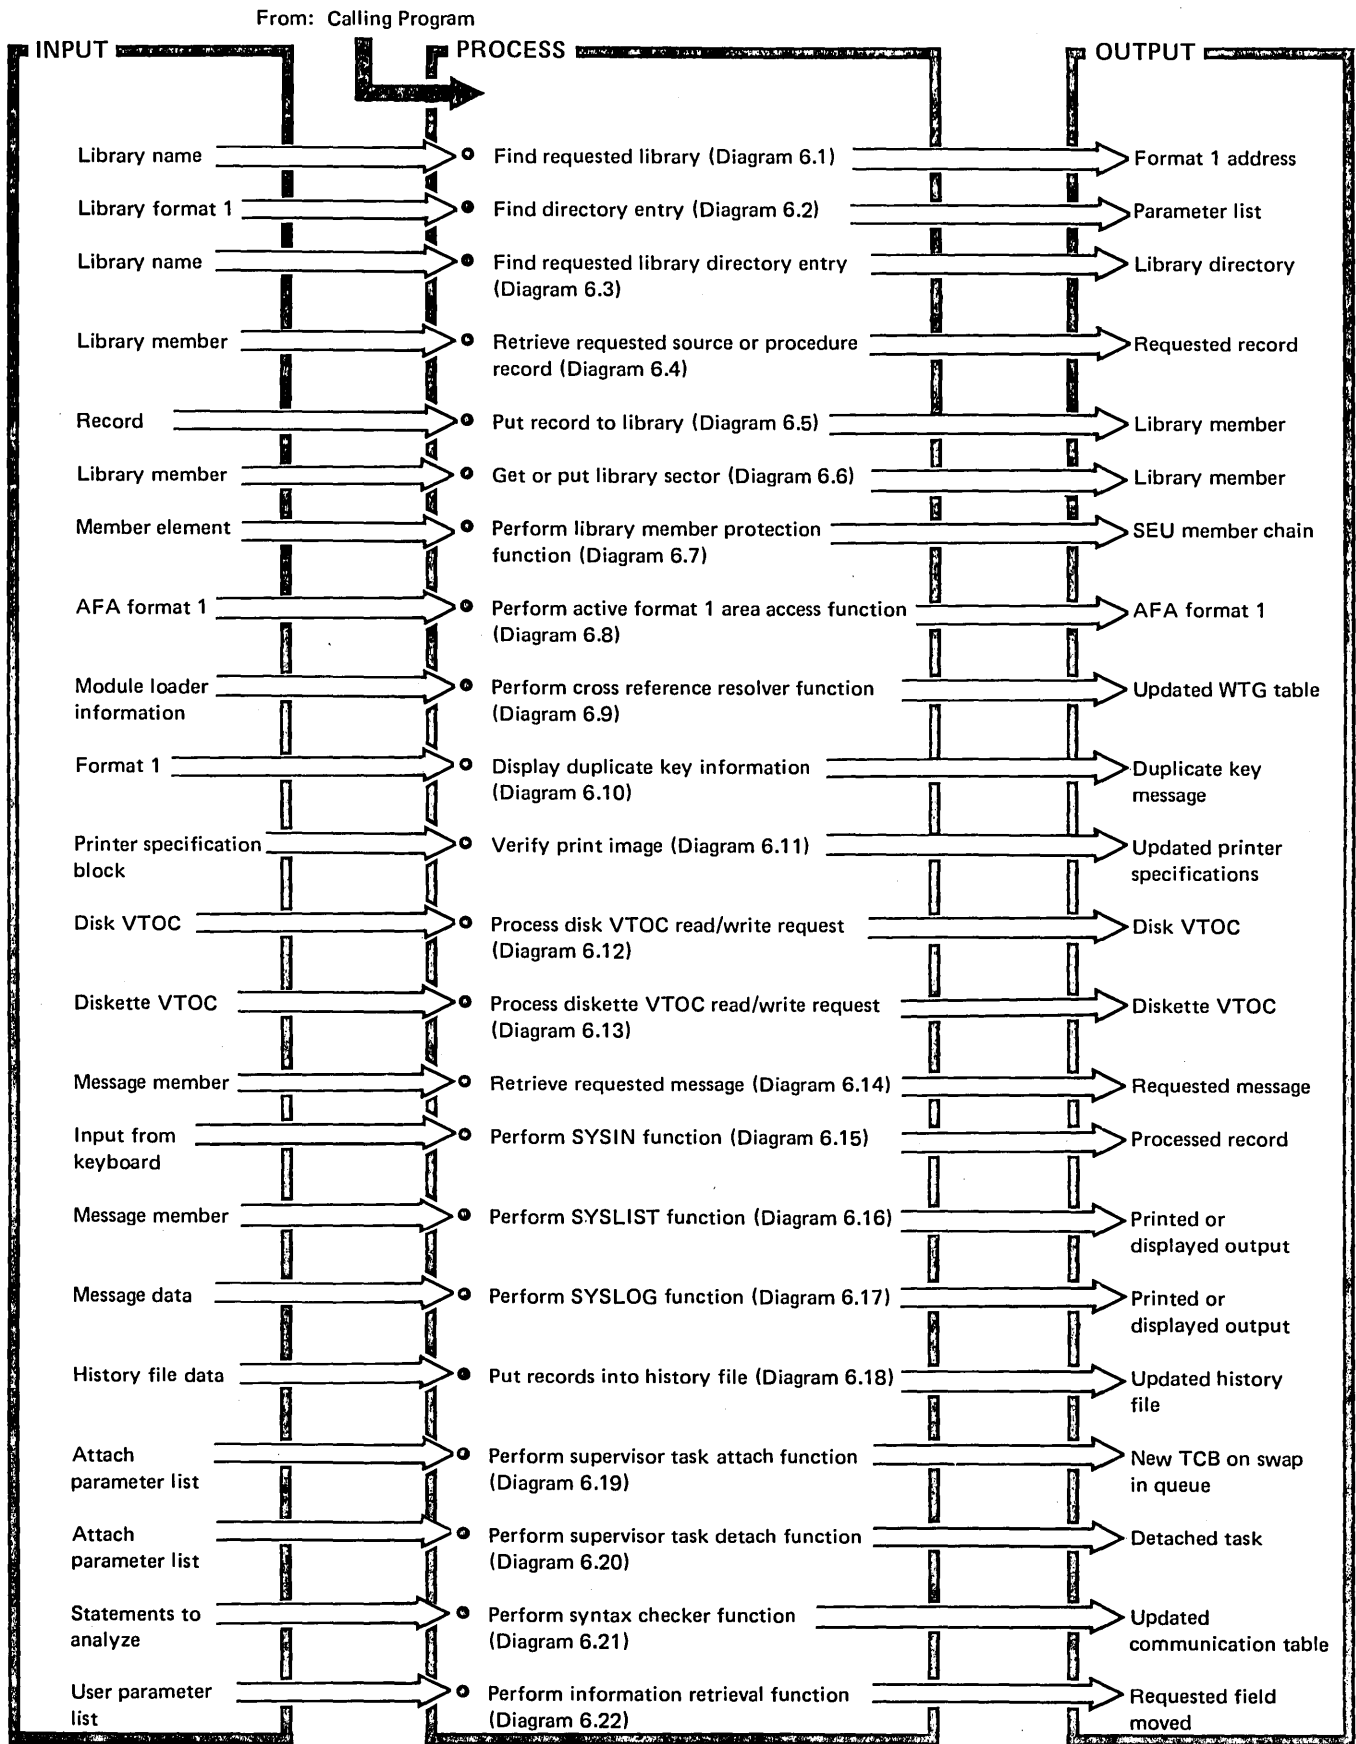 From: Calling Program
INPUT PROCESS OUTPUT
Library name Find requested library (Diagram 6.1) Format 1 address
Library format 1 Find directory entry (Diagram 6.2) Parameter list
Library name Find requested library directory entry Library directory
(Diagram 6.3)
Library member Retrieve requested source or procedure Requested record
record (Diagram 6.4)
Record Put record to library (Diagram 6.5) Library member
Library member Get or put library sector (Diagram 6.6) Library member
Member element Perform library member protection SEU member chain
function (Diagram 6.7)
AFA format 1 Perform active format 1 area access function AFA format 1
(Diagram 6.8)
Module loader Perform cross reference resolver function Updated WTG table
information (Diagram 6.9)
Format 1 Display duplicate key information Duplicate key
(Diagram 6.10) message
Printer specification Verify print image (Diagram 6.11) Updated printer
block specifications
Disk VTOC Process disk VTOC read/write request Disk VTOC
(Diagram 6.12)
Diskette VTOC Process diskette VTOC read/write request Diskette VTOC
(Diagram 6.13)
Message member Retrieve requested message (Diagram 6.14) Requested message
Input from Perform SYSIN function (Diagram 6.15) Processed record
keyboard
Message member Perform SYSLIST function (Diagram 6.16) Printed or
displayed output
Message data Perform SYSLOG function (Diagram 6.17) Printed or
displayed output
History file data Put records into history file (Diagram 6.18) Updated history
file
Attach Perform supervisor task attach function New TCB on swap
parameter list (Diagram 6.19) in queue
Attach Perform supervisor task detach function Detached task
parameter list (Diagram 6.20)
Statements to Perform syntax checker function Updated
analyze (Diagram 6.21) communication table
User parameter Perform information retrieval function Requested field
list (Diagram 6.22) moved